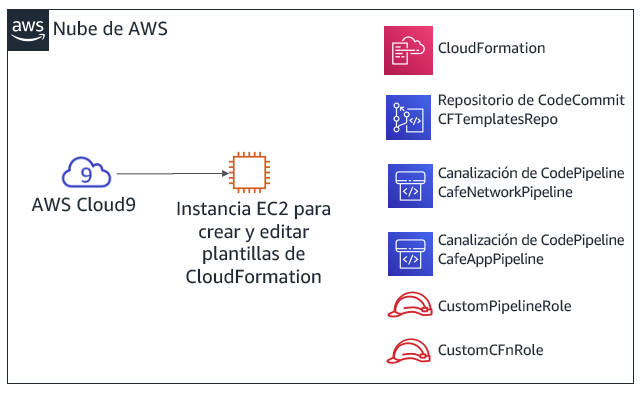 aws
Nube de AWS
CloudFormation
Repositorio de CodeCommit
CFTemplatesRepo
9
AWS Cloud9
Instancia EC2 para
crear y editar
plantillas de
CloudFormation
Canalización de CodePipeline
CafeNetworkPipeline
Canalización de CodePipeline
CafeAppPipeline
CustomPipelineRole
CustomCFnRole